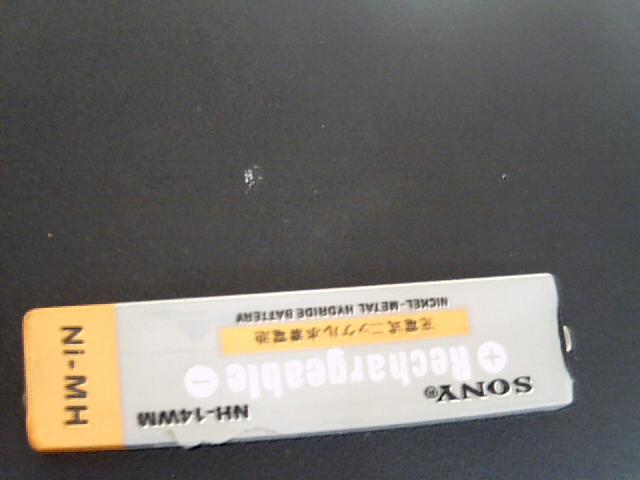 SONY®
NH-14WM
⊕ Rechargeable ⊖
充電式ニッケル水素電池
NICKEL-METAL HYDRIDE BATTERY
Ni-MH